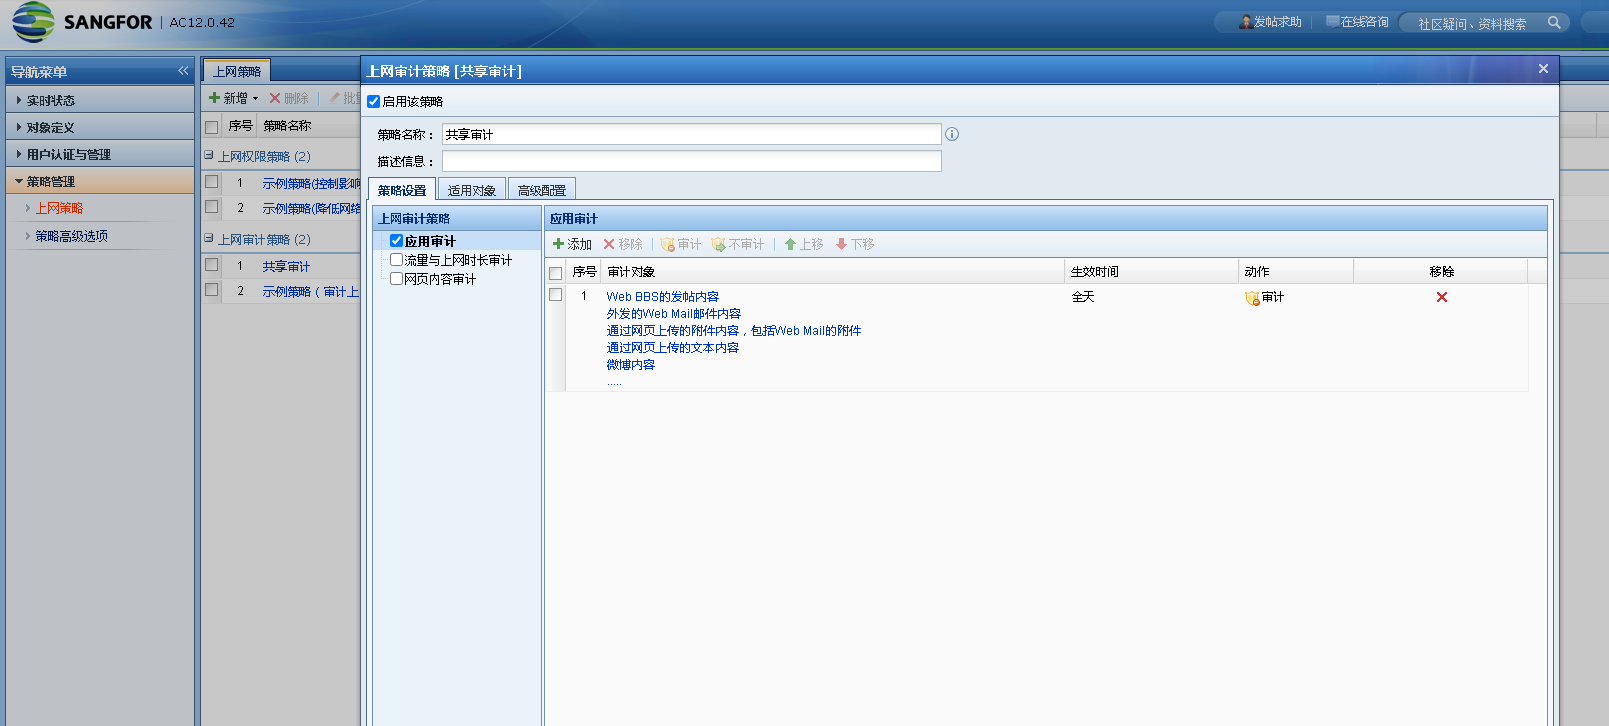 SANGFOR | AC12.0.42
发帖求助
在线咨询
社区疑问、资料搜索
导航菜单
实时状态
对象定义
用户认证与管理
策略管理
上网策略
策略高级选项
上网策略
新增
删除
序号 策略名称
上网权限策略 (2)
1 示例策略(控制影响
2 示例策略(降低网络
上网审计策略 (2)
1 共享审计
2 示例策略（审计上
上网审计策略 [共享审计]
启用该策略
策略名称： 共享审计
描述信息：
策略设置 适用对象 高级配置
上网审计策略
应用审计
流量与上网时长审计
网页内容审计
应用审计
添加 移除 审计 不审计 上移 下移
序号 审计对象 生效时间 动作 移除
1 Web BBS的发帖内容 全天 审计
外发的Web Mail邮件内容
通过网页上传的附件内容，包括Web Mail的附件
通过网页上传的文本内容
微博内容
.....